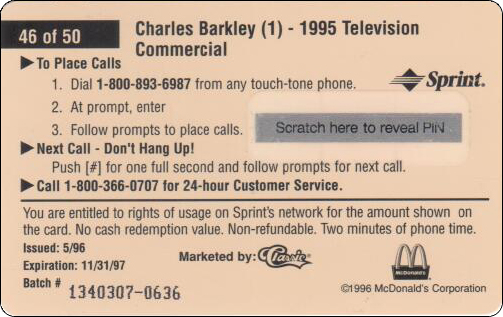 46 of 50
Charles Barkley (1) - 1995 Television
Commercial
▶To Place Calls
1. Dial 1-800-893-6987 from any touch-tone phone.
Sprint.
2. At prompt, enter
3. Follow prompts to place calls.
Scratch here to reveal PIN
▶Next Call - Don't Hang Up!
Push [#] for one full second and follow prompts for next call.
▶Call 1-800-366-0707 for 24-hour Customer Service.
You are entitled to rights of usage on Sprint's network for the amount shown on
the card. No cash redemption value. Non-refundable. Two minutes of phone time.
Issued: 5/96
Expiration: 11/31/97
Marketed by: Classic
McDonald's
Batch # 1340307-0636
©1996 McDonald's Corporation